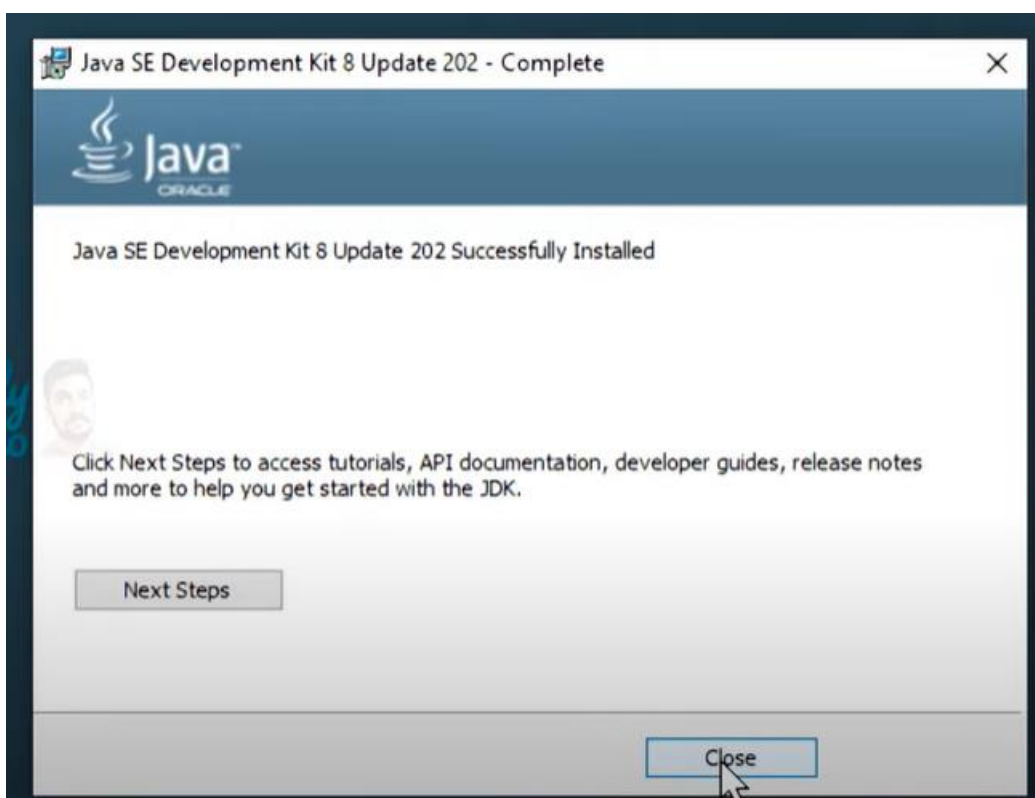 Java SE Development Kit 8 Update 202 - Complete
Java™
ORACLE
Java SE Development Kit 8 Update 202 Successfully Installed
Click Next Steps to access tutorials, API documentation, developer guides, release notes
and more to help you get started with the JDK.
Next Steps
Close